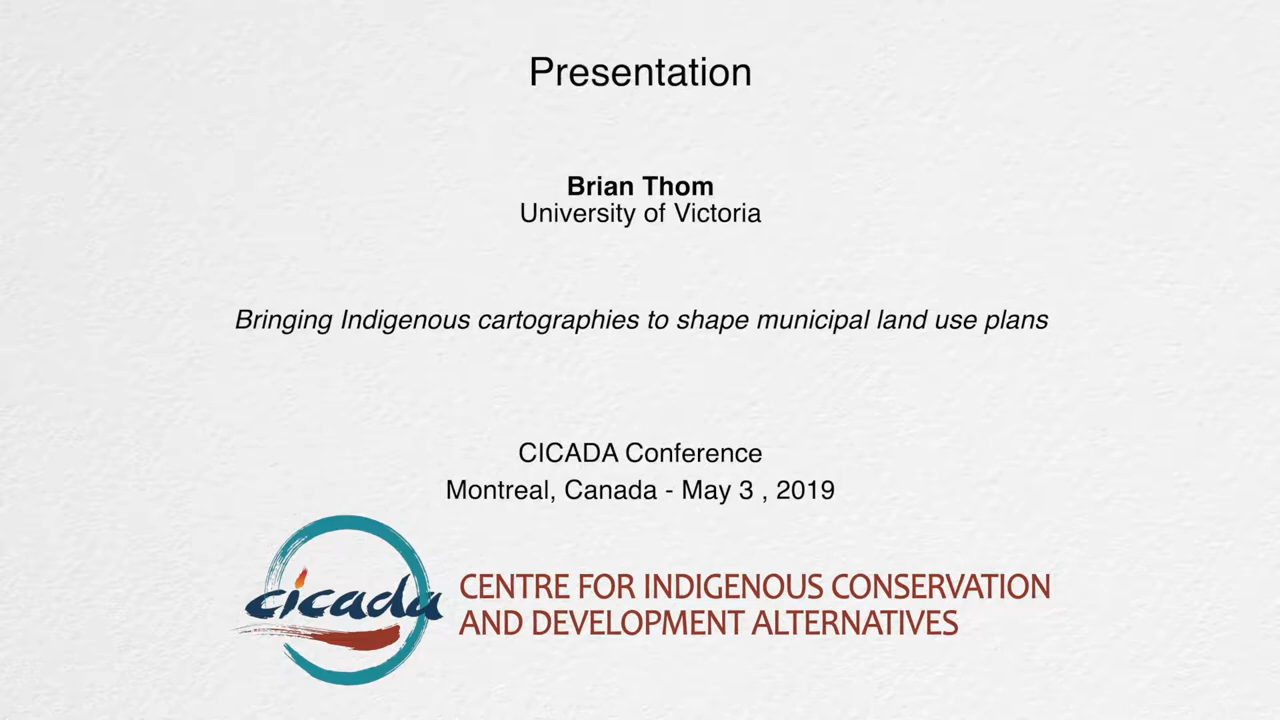 Presentation
Brian Thom
University of Victoria
Bringing Indigenous cartographies to shape municipal land use plans
CICADA Conference
Montreal, Canada - May 3 , 2019
cicada
CENTRE FOR INDIGENOUS CONSERVATION
AND DEVELOPMENT ALTERNATIVES